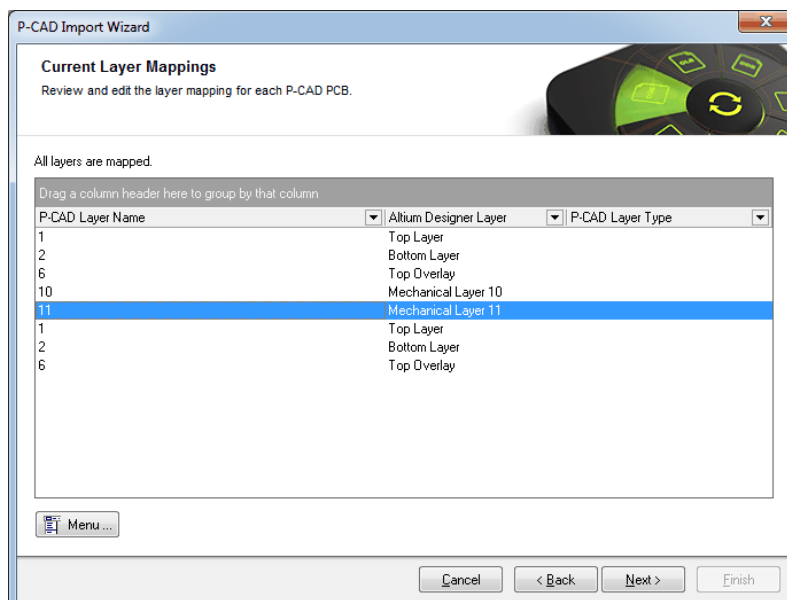 P-CAD Import Wizard
Current Layer Mappings
Review and edit the layer mapping for each P-CAD PCB.
All layers are mapped.
Drag a column header here to group by that column
P-CAD Layer Name Altium Designer Layer P-CAD Layer Type
1 Top Layer
2 Bottom Layer
6 Top Overlay
10 Mechanical Layer 10
11 Mechanical Layer 11
1 Top Layer
2 Bottom Layer
6 Top Overlay
Menu ...
Cancel < Back Next > Finish